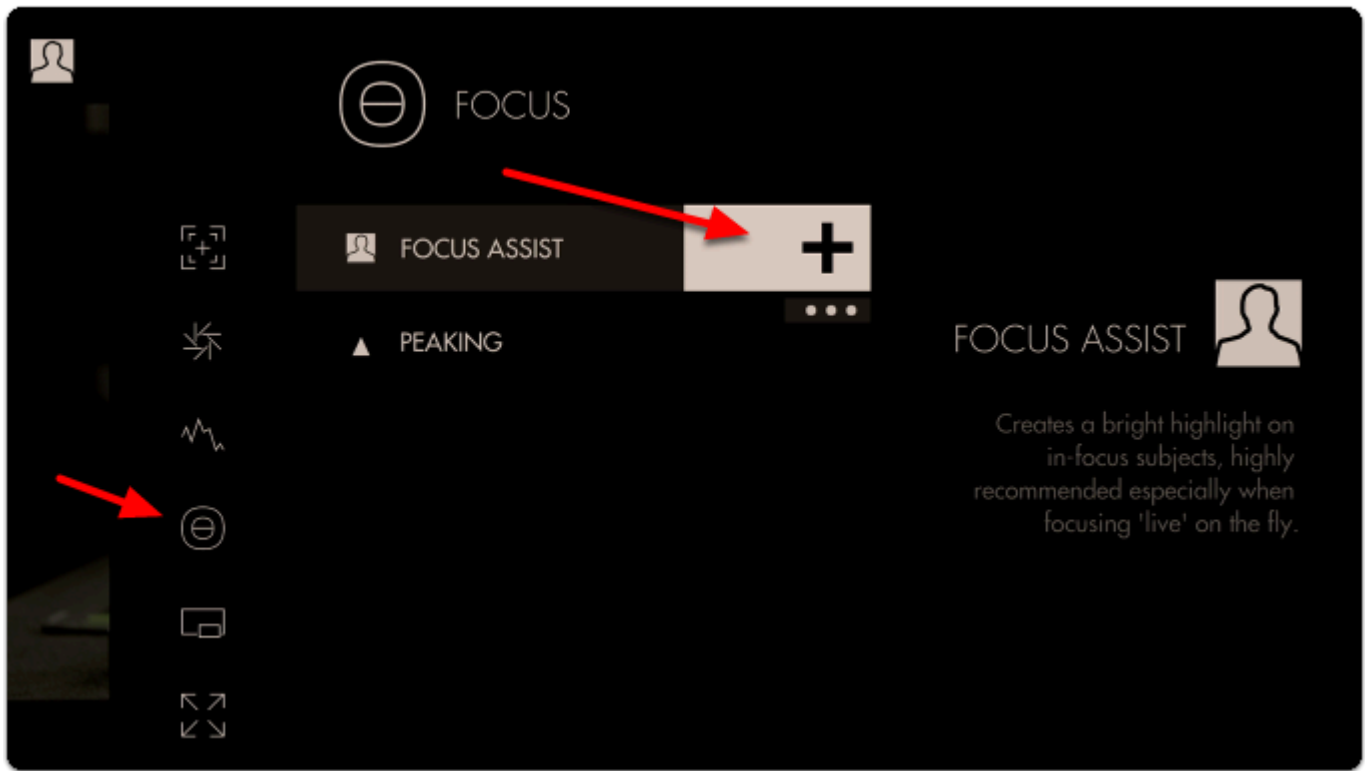 FOCUS
FOCUS ASSIST
PEAKING
FOCUS ASSIST
Creates a bright highlight on
in-focus subjects, highly
recommended especially when
focusing 'live' on the fly.